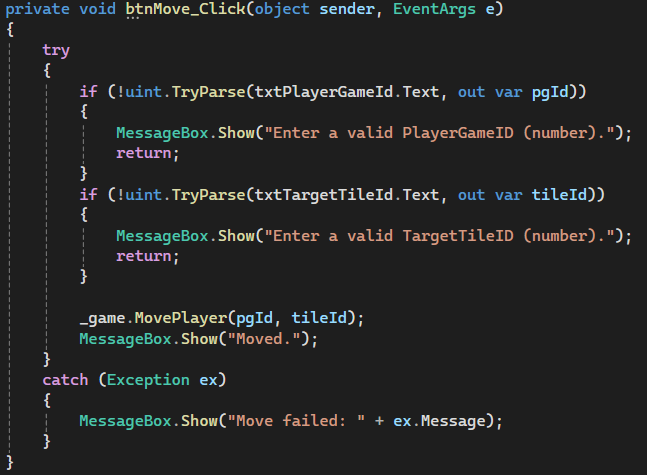 private void btnMove_Click(object sender, EventArgs e)
{
    try
    {
        if (!uint.TryParse(txtPlayerGameId.Text, out var pgId))
        {
            MessageBox.Show("Enter a valid PlayerGameID (number).");
            return;
        }
        if (!uint.TryParse(txtTargetTileId.Text, out var tileId))
        {
            MessageBox.Show("Enter a valid TargetTileID (number).");
            return;
        }

        _game.MovePlayer(pgId, tileId);
        MessageBox.Show("Moved.");
    }
    catch (Exception ex)
    {
        MessageBox.Show("Move failed: " + ex.Message);
    }
}